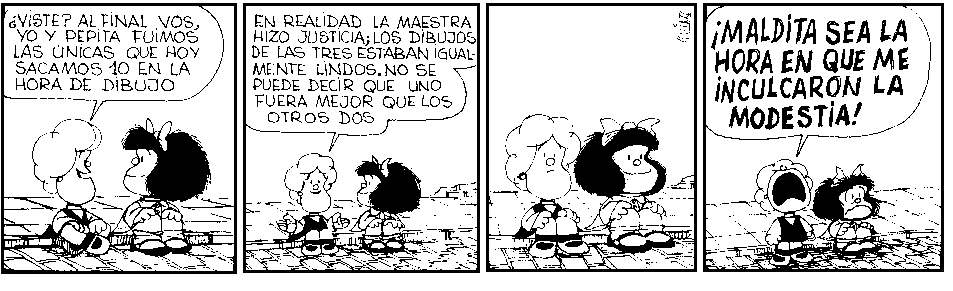 ¿VISTE? AL FINAL VOS,
YO Y PEPITA FUIMOS
LAS ÚNICAS QUE HOY
SACAMOS 10 EN LA
HORA DE DIBUJO
EN REALIDAD LA MAESTRA
HIZO JUSTICIA; LOS DIBUJOS
DE LAS TRES ESTABAN IGUAL-
MENTE LINDOS. NO SE
PUEDE DECIR QUE UNO
FUERA MEJOR QUE LOS
OTROS DOS
¡MALDITA SEA LA
HORA EN QUE ME
INCULCARON LA
MODESTIA!